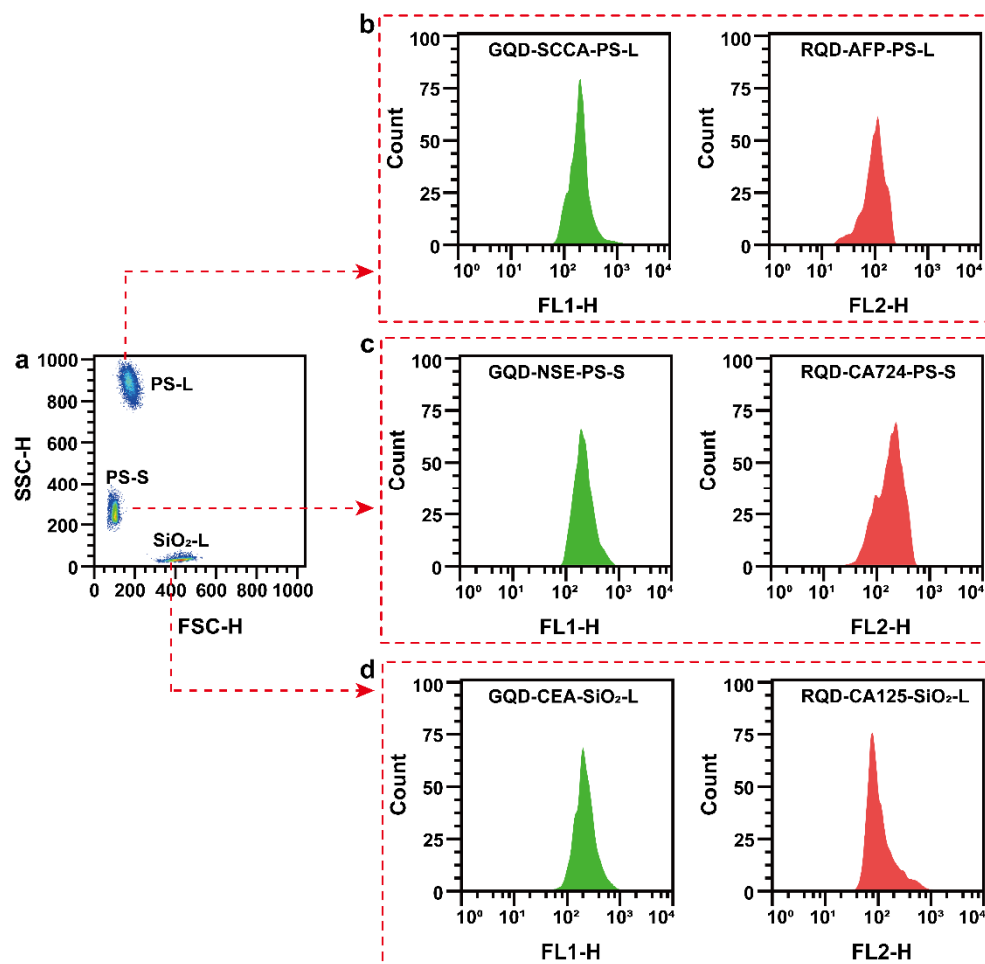 b
100
75
50
25
0
Count
GQD-SCCA-PS-L
10⁰ 10¹ 10² 10³ 10⁴
FL1-H
100
75
50
25
0
Count
RQD-AFP-PS-L
10⁰ 10¹ 10² 10³ 10⁴
FL2-H
a
1000
800
600
400
200
0
SSC-H
PS-L
PS-S
SiO₂-L
0 200 400 600 800 1000
FSC-H
c
100
75
50
25
0
Count
GQD-NSE-PS-S
10⁰ 10¹ 10² 10³ 10⁴
FL1-H
100
75
50
25
0
Count
RQD-CA724-PS-S
10⁰ 10¹ 10² 10³ 10⁴
FL2-H
d
100
75
50
25
0
Count
GQD-CEA-SiO₂-L
10⁰ 10¹ 10² 10³ 10⁴
FL1-H
100
75
50
25
0
Count
RQD-CA125-SiO₂-L
10⁰ 10¹ 10² 10³ 10⁴
FL2-H